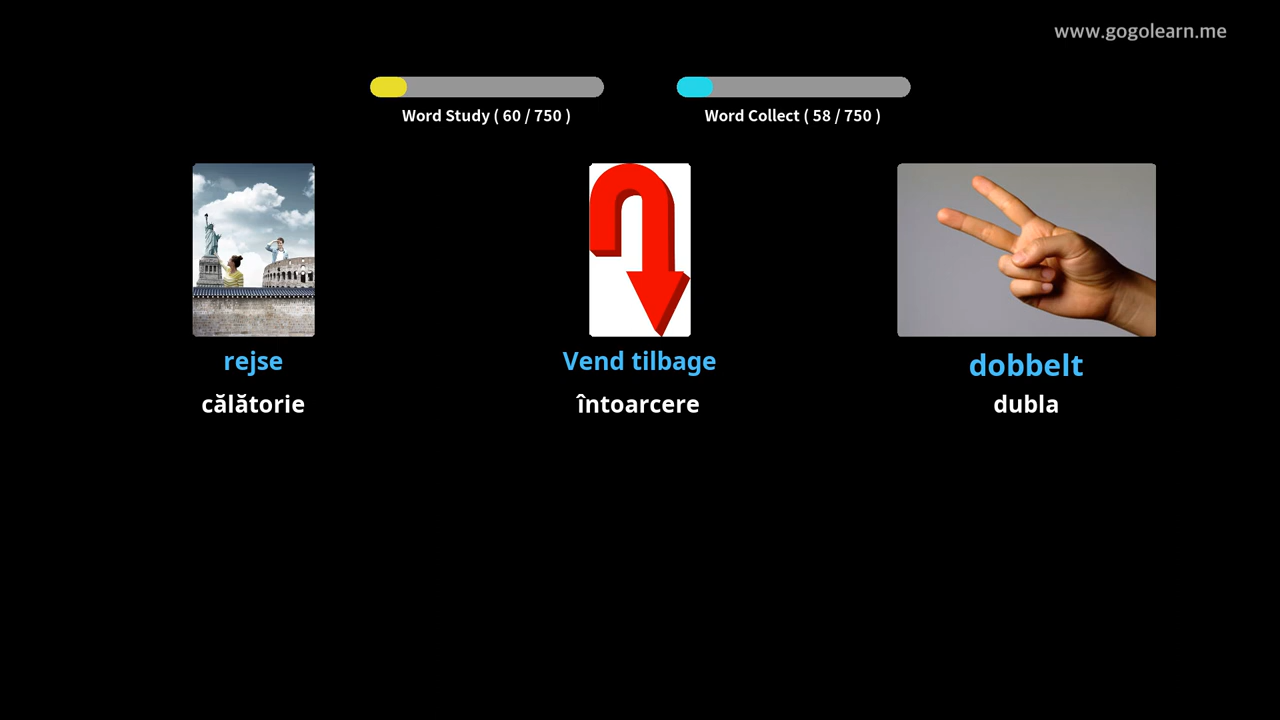 www.gogolearn.me
Word Study ( 60 / 750 )
Word Collect ( 58 / 750 )
rejse
Vend tilbage
dobbelt
călătorie
întoarcere
dubla